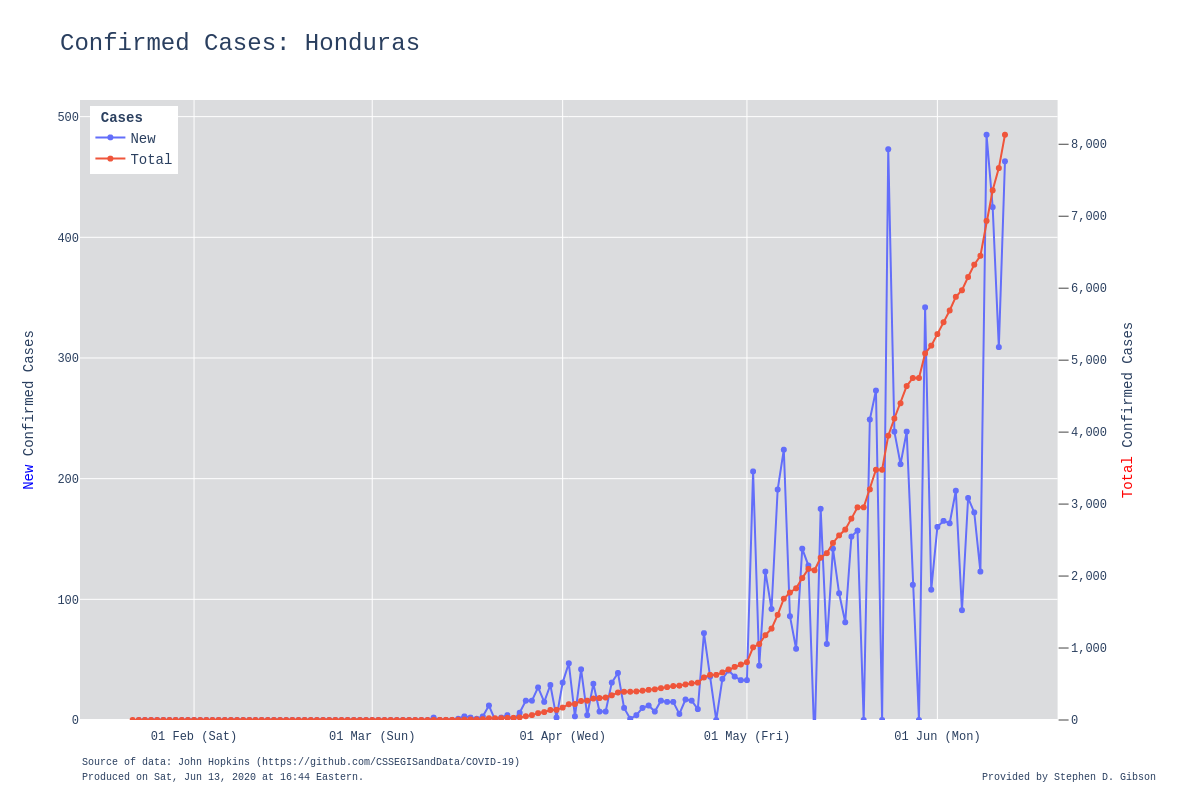 Confirmed Cases: Honduras
Cases
New
Total
500
400
300
200
100
0
8,000
7,000
6,000
5,000
4,000
3,000
2,000
1,000
0
New Confirmed Cases
Total Confirmed Cases
01 Feb (Sat)
01 Mar (Sun)
01 Apr (Wed)
01 May (Fri)
01 Jun (Mon)
Source of data: John Hopkins (https://github.com/CSSEGISandData/COVID-19)
Produced on Sat, Jun 13, 2020 at 16:44 Eastern.
Provided by Stephen D. Gibson